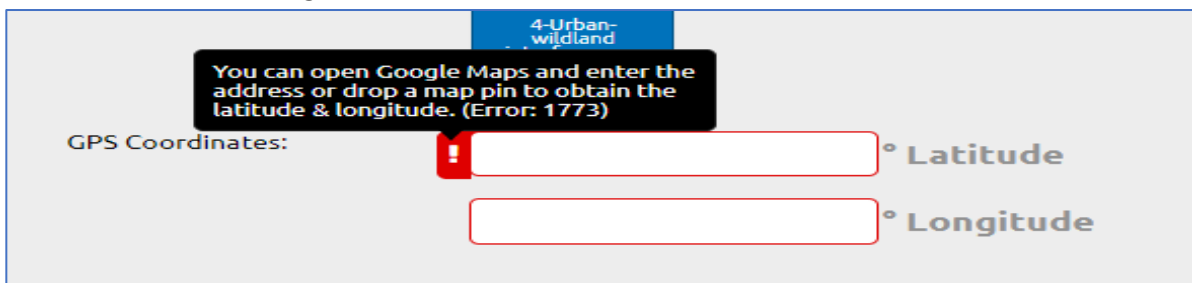 4-Urban-
wildland
You can open Google Maps and enter the
address or drop a map pin to obtain the
latitude & longitude. (Error: 1773)
GPS Coordinates:
!
° Latitude
° Longitude